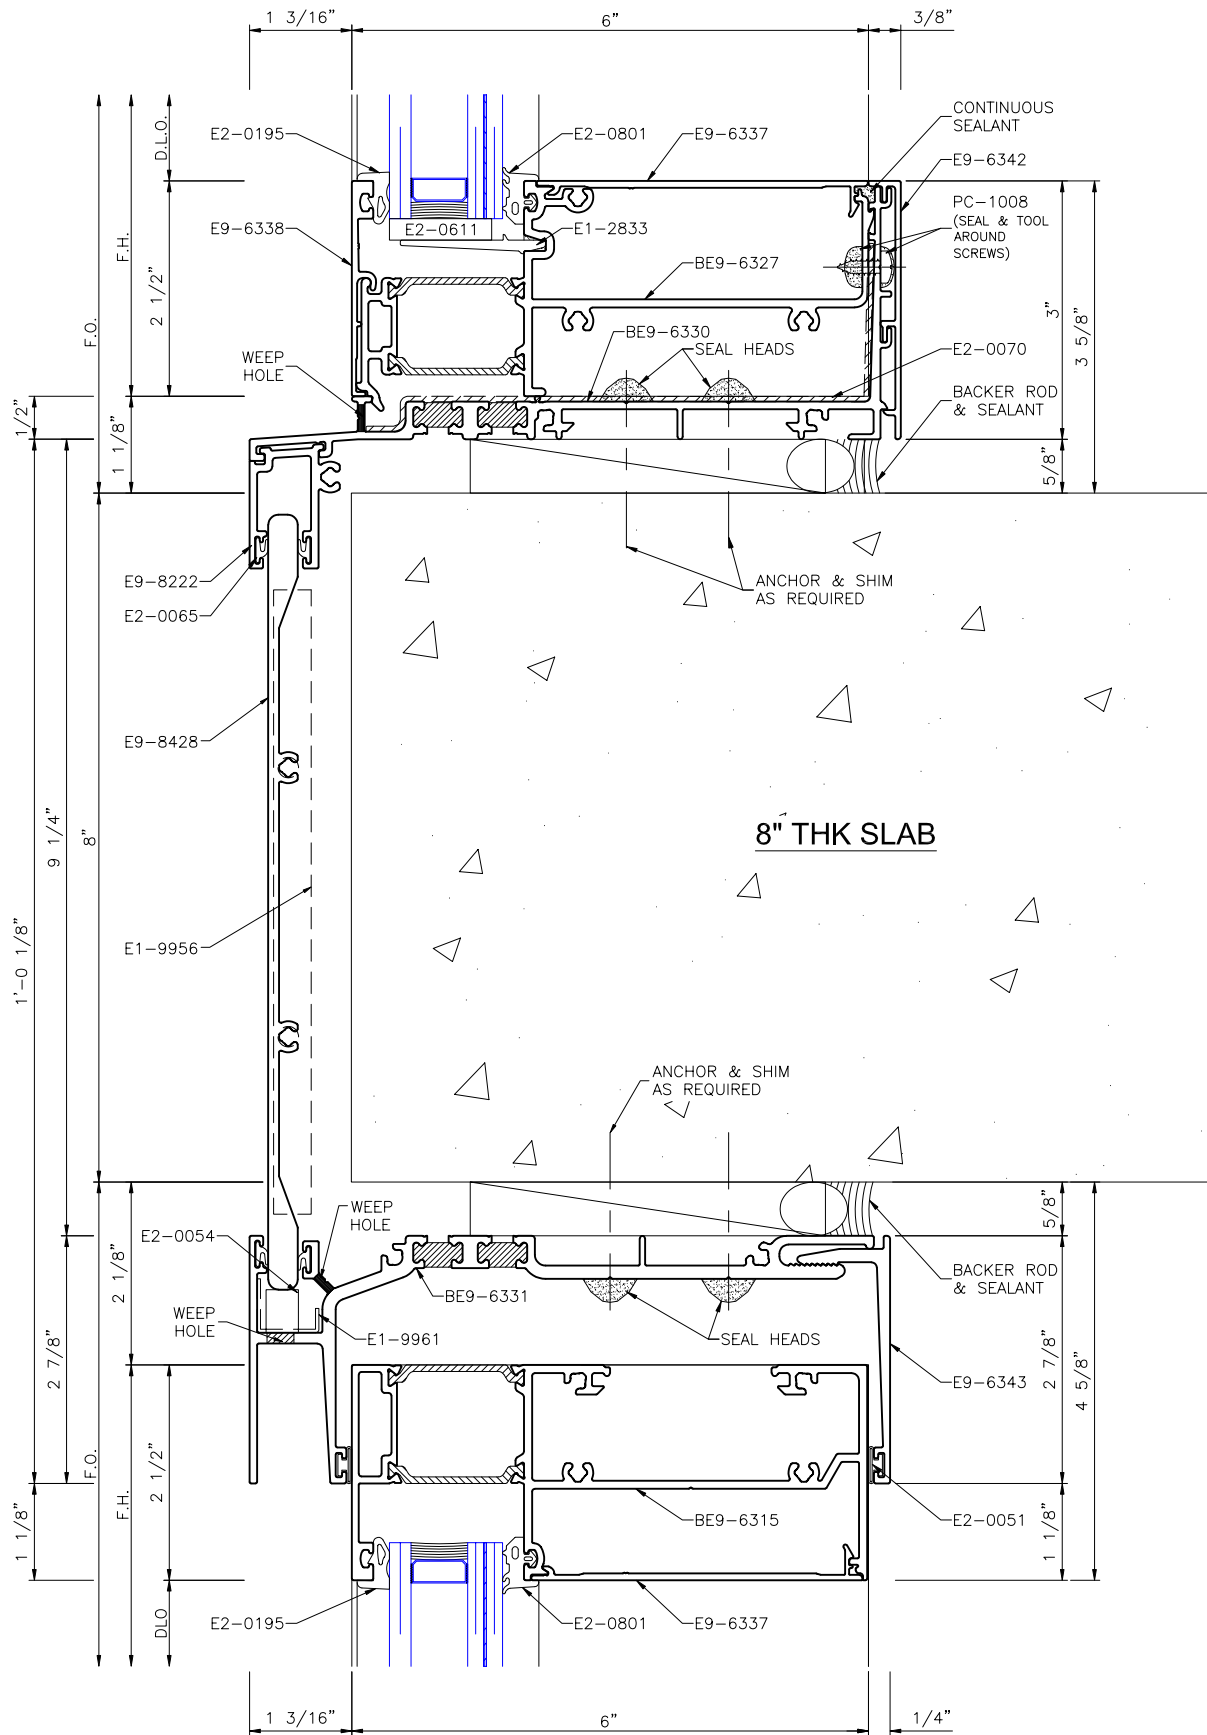 1 3/16"
6"
3/8"
CONTINUOUS
SEALANT
E2-0195
E2-0801
E9-6337
E9-6342
D.L.O.
F.H.
F.O.
E9-6338
E2-0611
E1-2833
PC-1008
(SEAL & TOOL
AROUND
SCREWS)
BE9-6327
2 1/2"
3"
3 5/8"
BE9-6330
SEAL HEADS
E2-0070
WEEP
HOLE
BACKER ROD
& SEALANT
1/2"
1 1/8"
5/8"
E9-8222
E2-0065
ANCHOR & SHIM
AS REQUIRED
E9-8428
8" THK SLAB
9 1/4"
8"
1'-0 1/8"
E1-9956
ANCHOR & SHIM
AS REQUIRED
WEEP
HOLE
E2-0054
5/8"
BACKER ROD
& SEALANT
2 1/8"
BE9-6331
WEEP
HOLE
E1-9961
SEAL HEADS
2 7/8"
2 7/8"
4 5/8"
E9-6343
F.O.
F.H.
2 1/2"
BE9-6315
E2-0051
1 1/8"
1 1/8"
DLO
E2-0195
E2-0801
E9-6337
1 3/16"
6"
1/4"